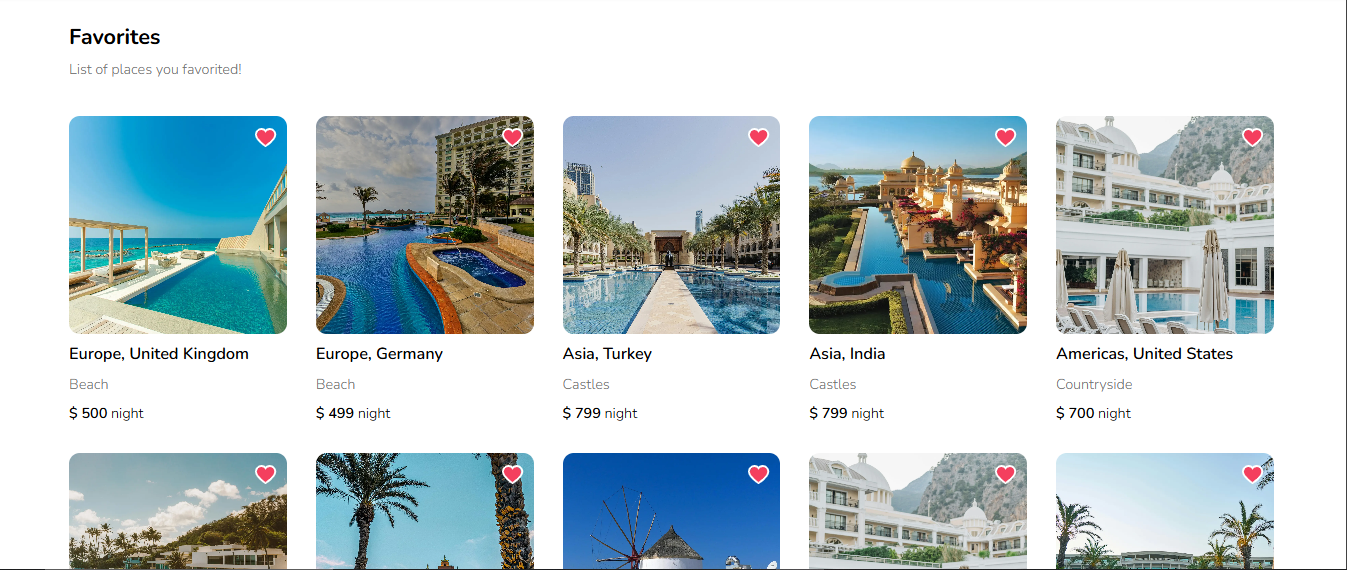 Favorites
List of places you favorited!
Europe, United Kingdom
Beach
$ 500 night
Europe, Germany
Beach
$ 499 night
Asia, Turkey
Castles
$ 799 night
Asia, India
Castles
$ 799 night
Americas, United States
Countryside
$ 700 night